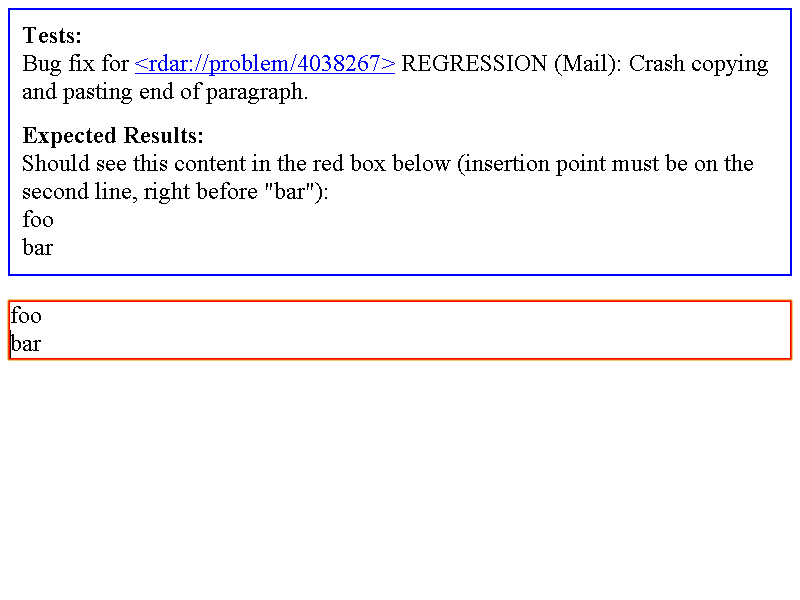 Tests:
Bug fix for <rdar://problem/4038267> REGRESSION (Mail): Crash copying
and pasting end of paragraph.
Expected Results:
Should see this content in the red box below (insertion point must be on the
second line, right before "bar"):
foo
bar
foo
bar